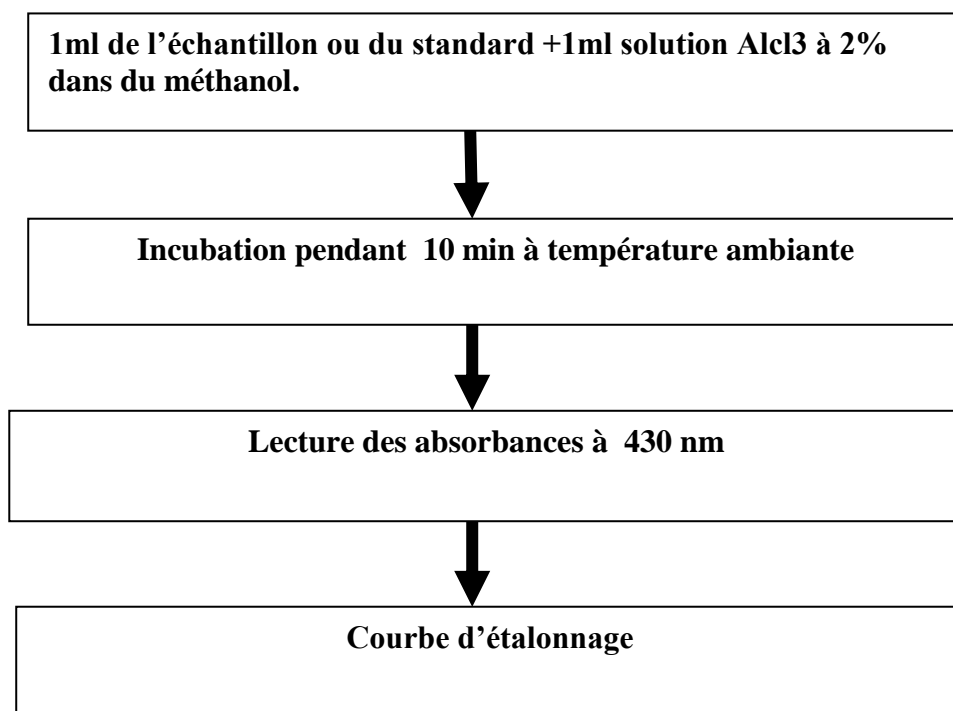 1ml de l’échantillon ou du standard +1ml solution Alcl3 à 2%
dans du méthanol.
Incubation pendant 10 min à température ambiante
Lecture des absorbances à 430 nm
Courbe d’étalonnage